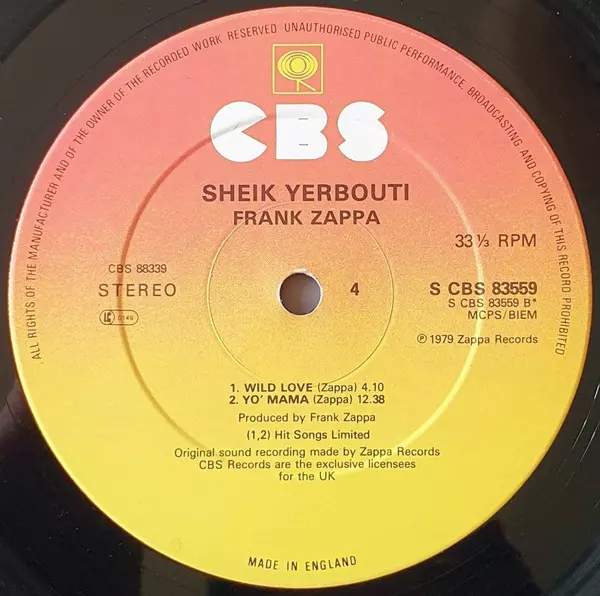 ALL RIGHTS OF THE MANUFACTURER AND OF THE OWNER OF THE RECORDED WORK RESERVED UNAUTHORISED PUBLIC PERFORMANCE, BROADCASTING AND COPYING OF THIS RECORD PROHIBITED
CBS
SHEIK YERBOUTI
FRANK ZAPPA
33⅓ RPM
CBS 88339
STEREO
4
S CBS 83559
S CBS 83559 B*
MCPS/BIEM
LC 0149
℗ 1979 Zappa Records
1. WILD LOVE (Zappa) 4.10
2. YO' MAMA (Zappa) 12.38
Produced by Frank Zappa
(1,2) Hit Songs Limited
Original sound recording made by Zappa Records
CBS Records are the exclusive licensees
for the UK
MADE IN ENGLAND